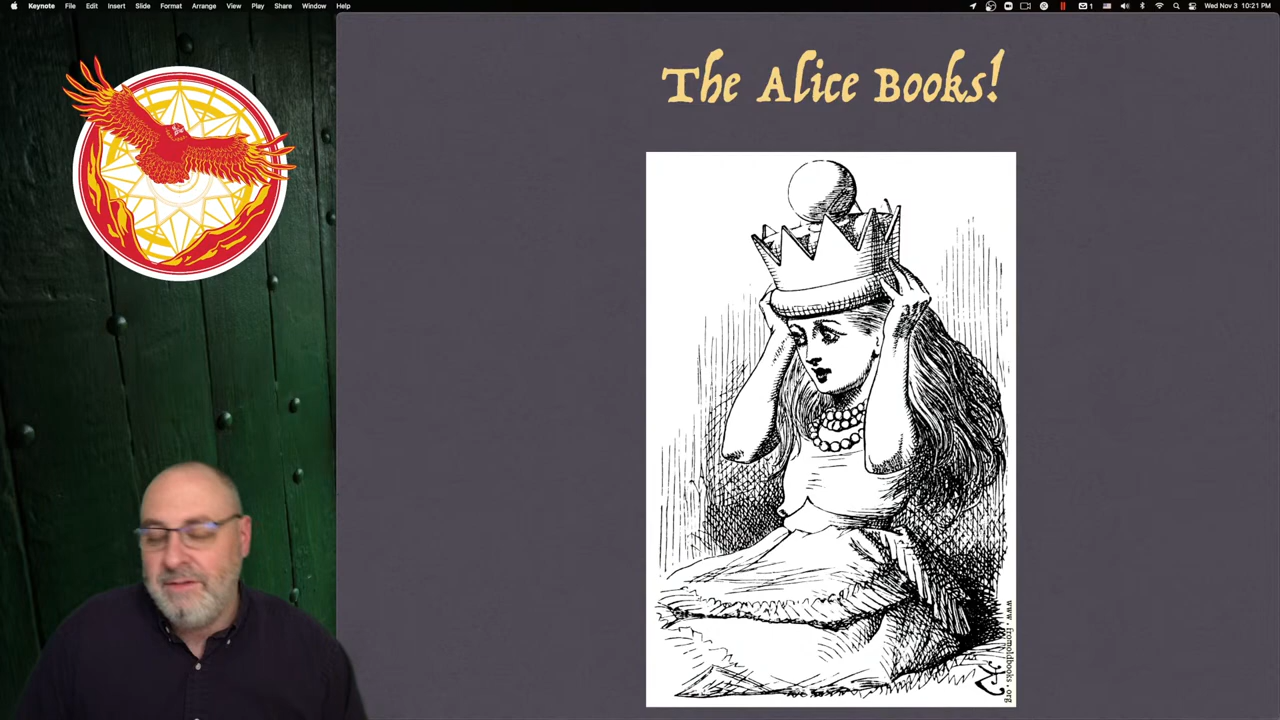 Keynote File Edit Insert Slide Format Arrange View Play Share Window Help
1 Wed Nov 3 10:21 PM
The Alice Books!
www.fromoldbooks.org